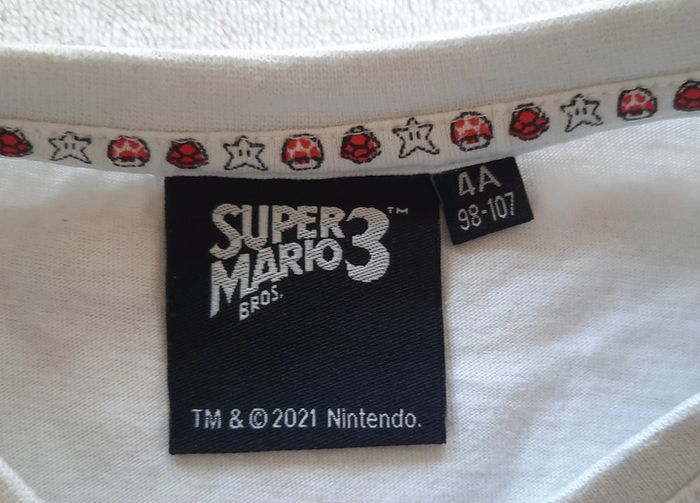 SUPER
MARIO 3™
BROS.
TM & © 2021 Nintendo.
4A
98-107